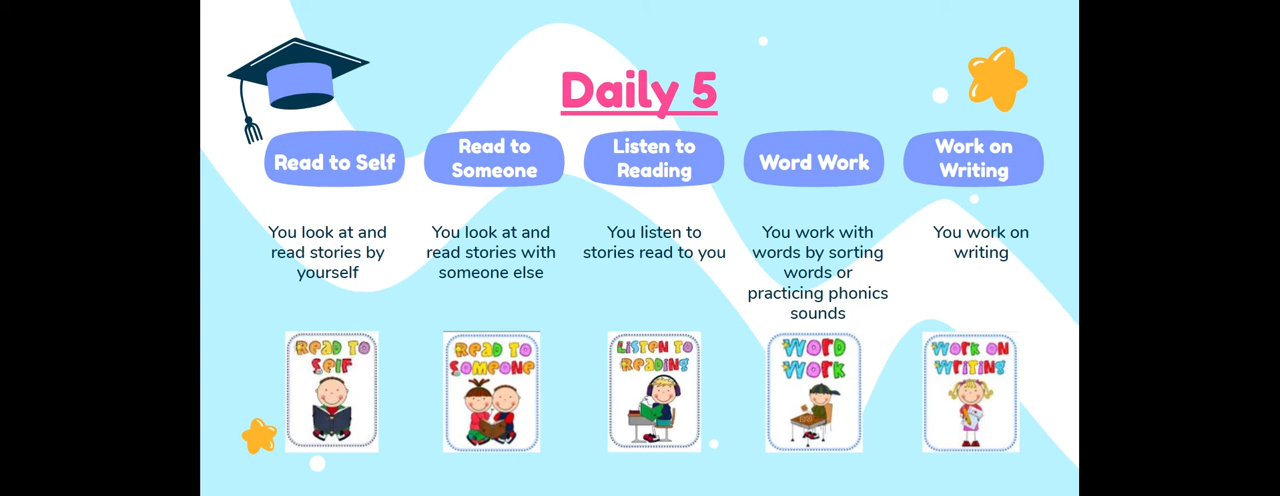 Daily 5
Read to Self
Read to
Someone
Listen to
Reading
Word Work
Work on
Writing
You look at and
read stories by
yourself
You look at and
read stories with
someone else
You listen to
stories read to you
You work with
words by sorting
words or
practicing phonics
sounds
You work on
writing
READ TO
SELF
READ TO
SOMEONE
LISTEN TO
READING
WORD
WORK
WORK ON
WRITING